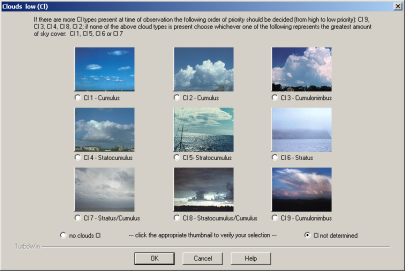 Clouds low (Cl)
If there are more Cl types present at time of observation the following order of priority should be decided (from high to low priority): Cl 9,
Cl 3, Cl 4, Cl 8, Cl 2; if none of the above cloud types is present choose whichever one of the following represents the greatest amount
of sky cover: Cl 1, Cl 5, Cl 6 or Cl 7
Cl 1 - Cumulus
Cl 2 - Cumulus
Cl 3 - Cumulonimbus
Cl 4 - Stratocumulus
Cl 5- Stratocumulus
Cl 6 - Stratus
Cl 7 - Stratus/Cumulus
Cl 8 - Stratocumulus/Cumulus
Cl 9 - Cumulonimbus
no clouds Cl
--- click the appropriate thumbnail to verify your selection ---
Cl not determined
Turbowin
OK
Cancel
Help